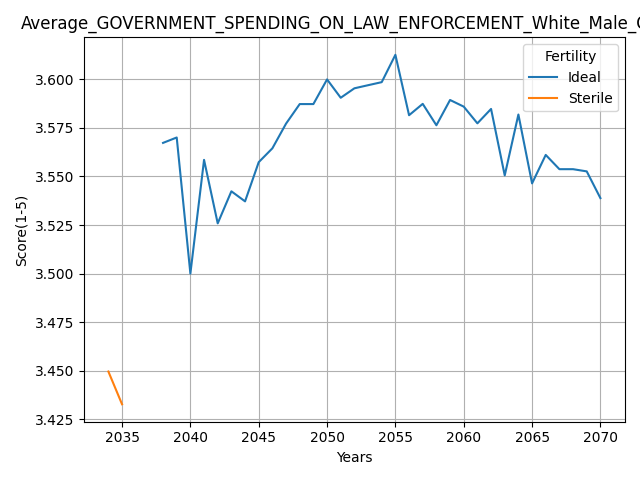 Average_GOVERNMENT_SPENDING_ON_LAW_ENFORCEMENT_White_Male_
Fertility
Ideal
Sterile
3.600
3.575
3.550
3.525
3.500
3.475
3.450
3.425
Score(1-5)
2035 2040 2045 2050 2055 2060 2065 2070
Years